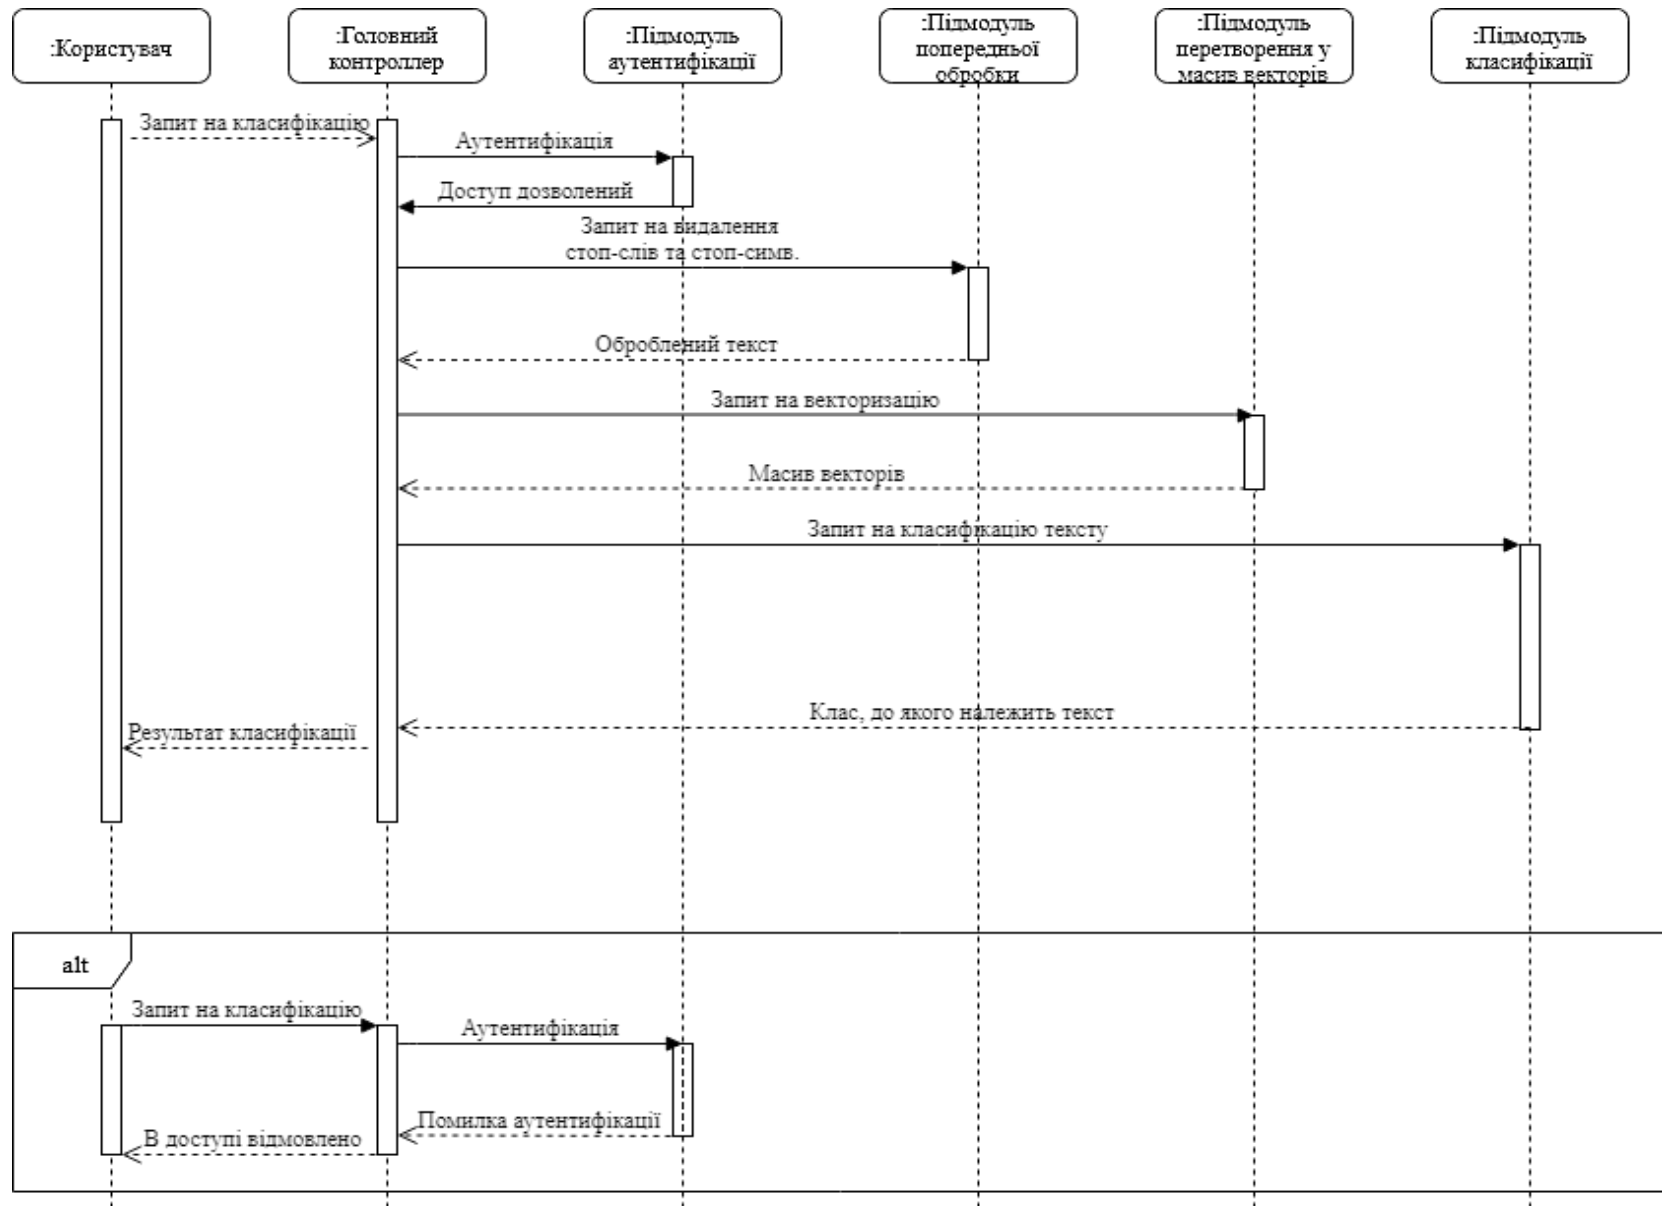 :Користувач
:Головний
контроллер
:Підмодуль
аутентифікації
:Підмодуль
попередньої
обробки
:Підмодуль
перетворення у
масив векторів
:Підмодуль
класифікації
Запит на класифікацію
Аутентифікація
Доступ дозволений
Запит на видалення
стоп-слів та стоп-симв.
Оброблений текст
Запит на векторизацію
Масив векторів
Запит на класифікацію тексту
Клас, до якого належить текст
Результат класифікації
alt
Запит на класифікацію
Аутентифікація
Помилка аутентифікації
В доступі відмовлено